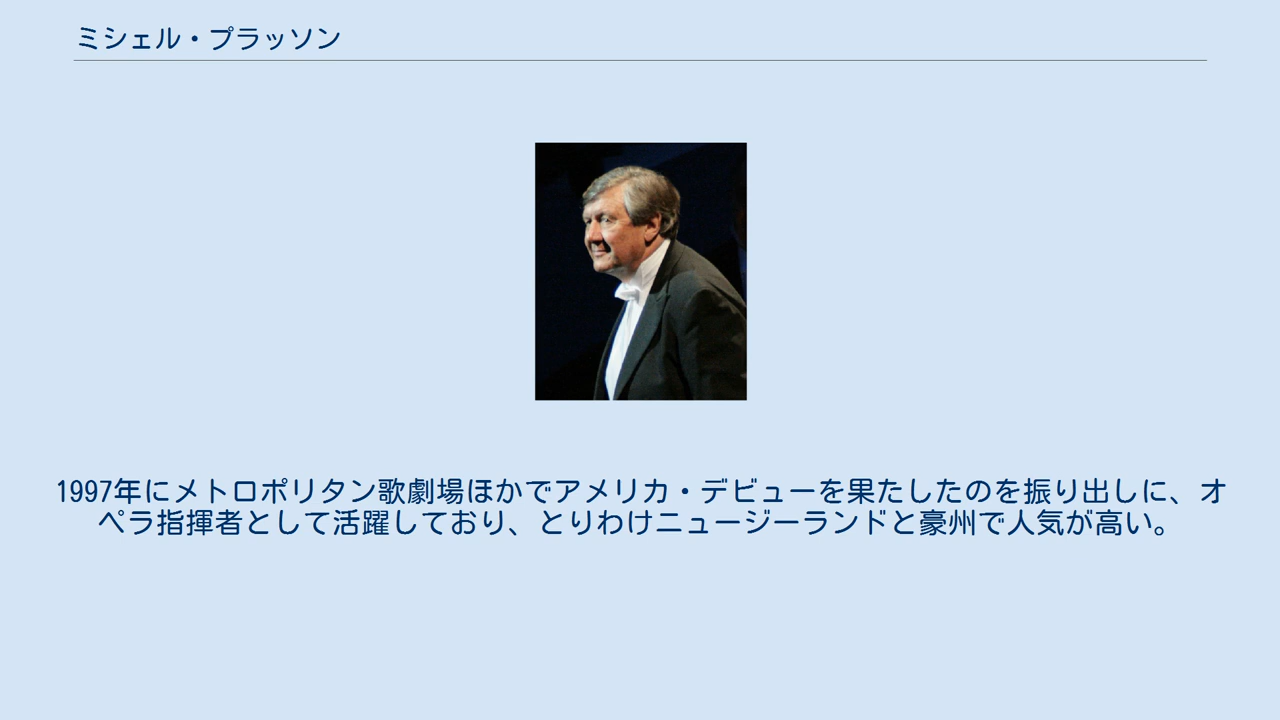 ミシェル・プラッソン
1997年にメトロポリタン歌劇場ほかでアメリカ・デビューを果たしたのを振り出しに、オ
ペラ指揮者として活躍しており、とりわけニュージーランドと豪州で人気が高い。